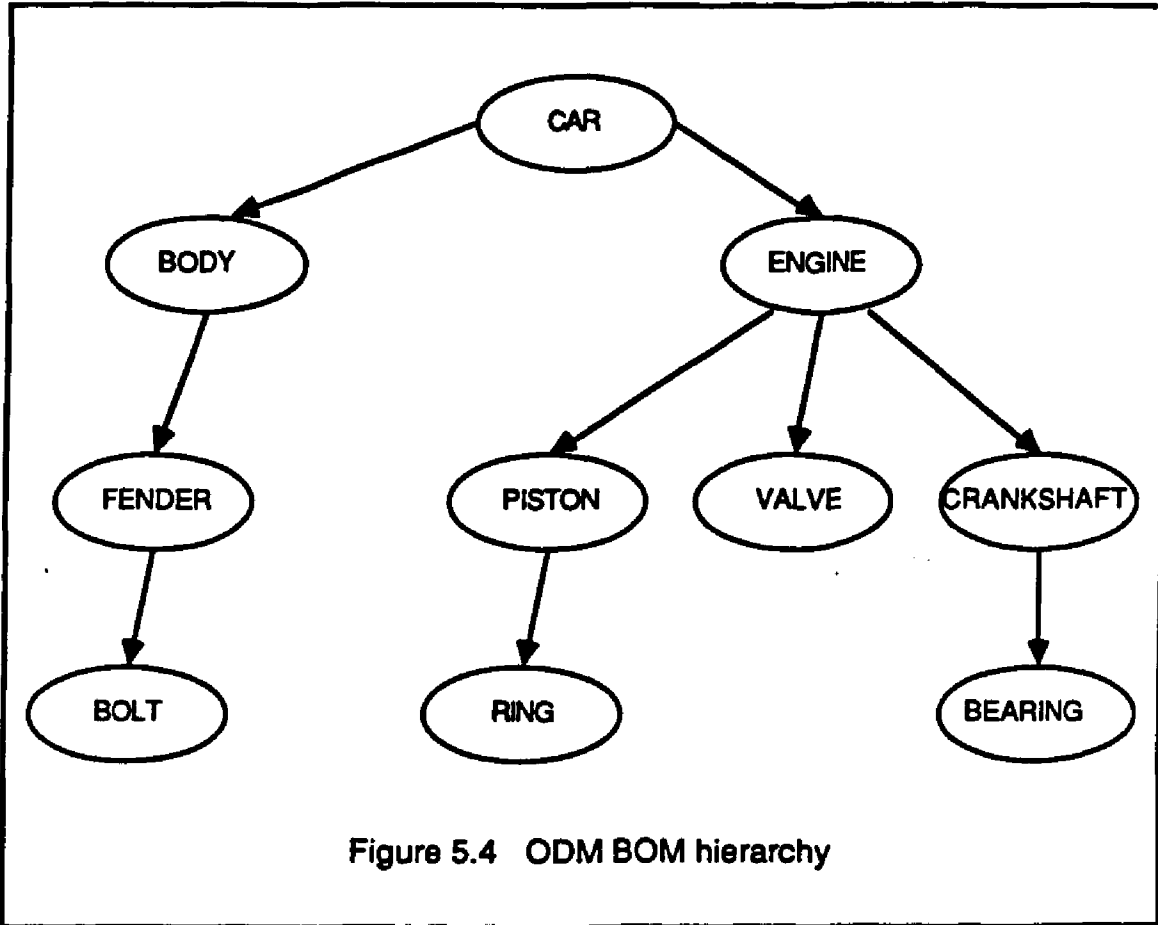 CAR
BODY
ENGINE
FENDER
PISTON
VALVE
CRANKSHAFT
BOLT
RING
BEARING
Figure 5.4 ODM BOM hierarchy